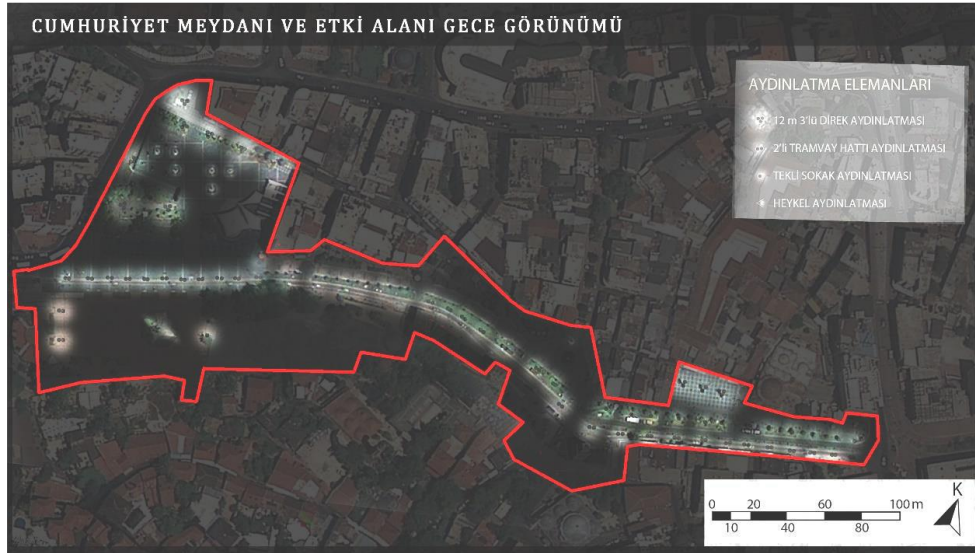 CUMHURİYET MEYDANI VE ETKİ ALANI GECE GÖRÜNÜMÜ
AYDINLATMA ELEMANLARI
12 m 3'lü DİREK AYDINLATMASI
2'li TRAMVAY HATTI AYDINLATMASI
TEKLİ SOKAK AYDINLATMASI
HEYKEL AYDINLATMASI
K
0 20 60 100 m
10 40 80